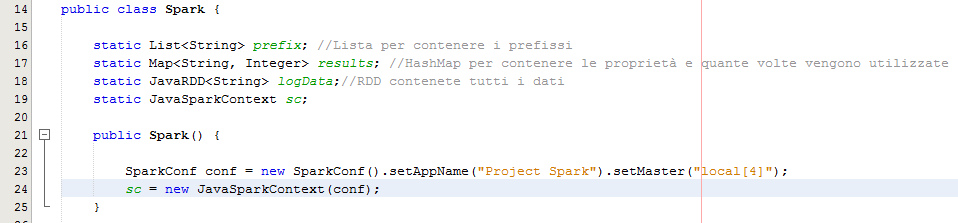 14 public class Spark {
15
16 static List<String> prefix; //Lista per contenere i prefissi
17 static Map<String, Integer> results; //HashMap per contenere le proprietà e quante volte vengono utilizzate
18 static JavaRDD<String> logData;//RDD contenete tutti i dati
19 static JavaSparkContext sc;
20
21 public Spark() {
22
23 SparkConf conf = new SparkConf().setAppName("Project Spark").setMaster("local[4]");
24 sc = new JavaSparkContext(conf);
25 }